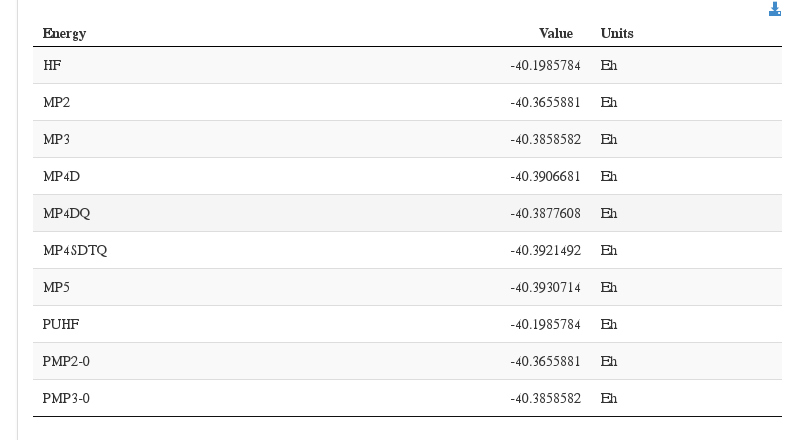 Energy Value Units
HF -40.1985784 Eh
MP2 -40.3655881 Eh
MP3 -40.3858582 Eh
MP4D -40.3906681 Eh
MP4DQ -40.3877608 Eh
MP4SDTQ -40.3921492 Eh
MP5 -40.3930714 Eh
PUHF -40.1985784 Eh
PMP2-0 -40.3655881 Eh
PMP3-0 -40.3858582 Eh